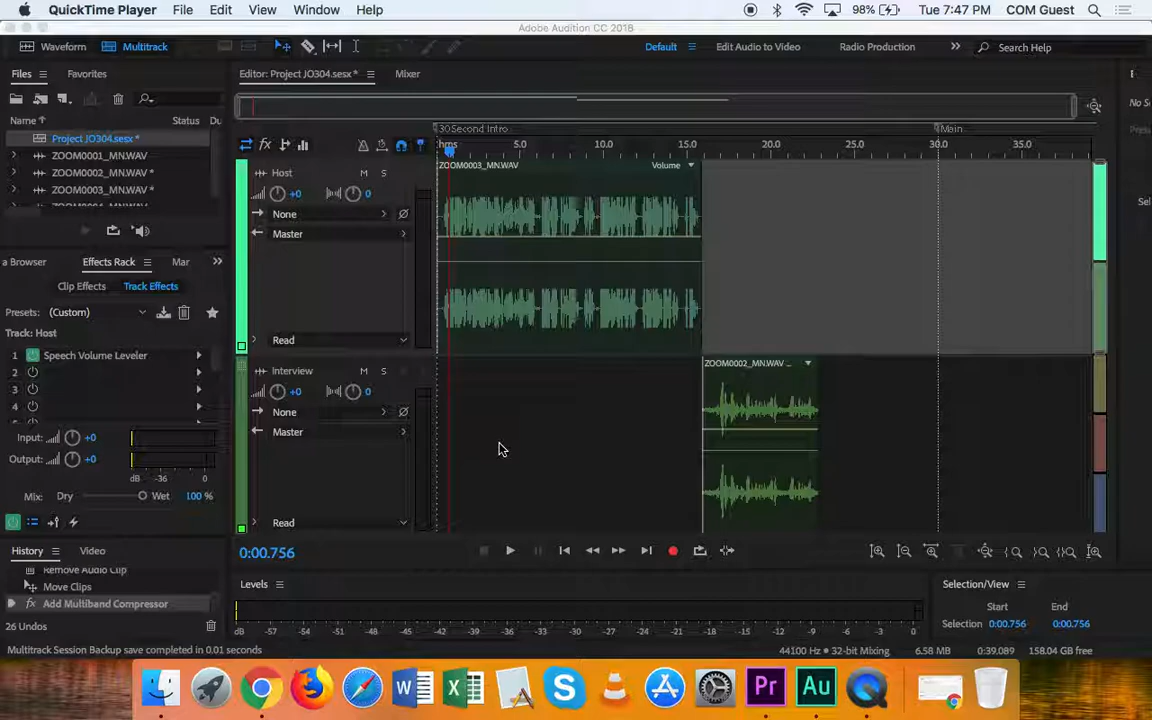 QuickTime Player File Edit View Window Help 98% Tue 7:47 PM COM Guest
Adobe Audition CC 2018
Waveform Multitrack Default Edit Audio to Video Radio Production Search Help
Files Favorites Editor: Project JO304.sesx * Mixer
Name Status Du
Project JO304.sesx *
ZOOM0001_MN.WAV
ZOOM0002_MN.WAV *
ZOOM0003_MN.WAV *
30Second Intro Main
hms 5.0 10.0 15.0 20.0 25.0 30.0 35.0
Host M S ZOOM0003_MN.WAV Volume
+0 0
None
Master
Read
a Browser Effects Rack Mar
Clip Effects Track Effects
Presets: (Custom)
Track: Host
1 Speech Volume Leveler
2
3
4
Input: +0
Output: +0
dB -36 0
Mix: Dry Wet 100 %
Interview M S ZOOM0002_MN.WAV ...
+0 0
None
Master
Read
0:00.756
History Video
Remove Audio Clip
Move Clips
fx Add Multiband Compressor
26 Undos
Levels
dB -57 -54 -51 -48 -45 -42 -39 -36 -33 -30 -27 -24 -21 -18 -15 -12 -9 -6 -3 0
Selection/View
Start End
Selection 0:00.756 0:00.756
Multitrack Session Backup save completed in 0.01 seconds 44100 Hz • 32-bit Mixing 6.58 MB 0:39.089 158.04 GB free
W X S Pr Au